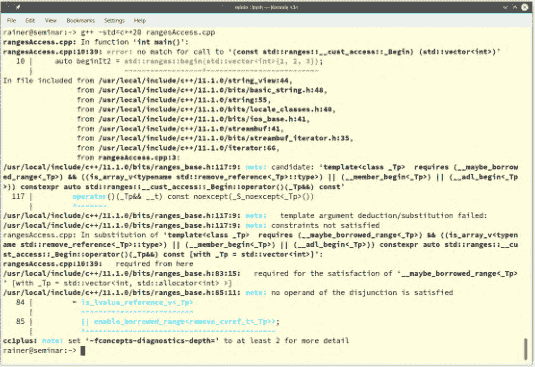 rainer : bash — Konsole
File Edit View Bookmarks Settings Help
rainer@seminar:~> g++ -std=c++20 rangesAccess.cpp
rangesAccess.cpp: In function 'int main()':
rangesAccess.cpp:10:39: error: no match for call to '(const std::ranges::__cust_access::_Begin) (std::vector<int>)'
10 | auto beginIt2 = std::ranges::begin(std::vector<int>{1, 2, 3});
In file included from /usr/local/include/c++/11.1.0/string_view:44,
from /usr/local/include/c++/11.1.0/bits/basic_string.h:48,
from /usr/local/include/c++/11.1.0/string:55,
from /usr/local/include/c++/11.1.0/bits/locale_classes.h:40,
from /usr/local/include/c++/11.1.0/bits/ios_base.h:41,
from /usr/local/include/c++/11.1.0/streambuf:41,
from /usr/local/include/c++/11.1.0/bits/streambuf_iterator.h:35,
from /usr/local/include/c++/11.1.0/iterator:66,
from rangesAccess.cpp:3:
/usr/local/include/c++/11.1.0/bits/ranges_base.h:117:9: note: candidate: 'template<class _Tp> requires (__maybe_borrow
ed_range<_Tp>) && ((is_array_v<typename std::remove_reference<_Tp>::type>) || (__member_begin<_Tp>) || (__adl_begin<_Tp
>)) constexpr auto std::ranges::__cust_access::_Begin::operator()(_Tp&&) const'
117 | operator()(_Tp&& __t) const noexcept(_S_noexcept<_Tp>())
/usr/local/include/c++/11.1.0/bits/ranges_base.h:117:9: note: template argument deduction/substitution failed:
/usr/local/include/c++/11.1.0/bits/ranges_base.h:117:9: note: constraints not satisfied
rangesAccess.cpp: In substitution of 'template<class _Tp> requires (__maybe_borrowed_range<_Tp>) && ((is_array_v<typen
ame std::remove_reference<_Tp>::type>) || (__member_begin<_Tp>) || (__adl_begin<_Tp>)) constexpr auto std::ranges::__cu
st_access::_Begin::operator()(_Tp&&) const [with _Tp = std::vector<int>]':
rangesAccess.cpp:10:39: required from here
/usr/local/include/c++/11.1.0/bits/ranges_base.h:83:15: required for the satisfaction of '__maybe_borrowed_range<_Tp>
' [with _Tp = std::vector<int, std::allocator<int> >]
/usr/local/include/c++/11.1.0/bits/ranges_base.h:85:11: note: no operand of the disjunction is satisfied
84 | = is_lvalue_reference_v<_Tp>
85 | || enable_borrowed_range<remove_cvref_t<_Tp>>;
cc1plus: note: set '-fconcepts-diagnostics-depth=' to at least 2 for more detail
rainer@seminar:~>
rainer : bash